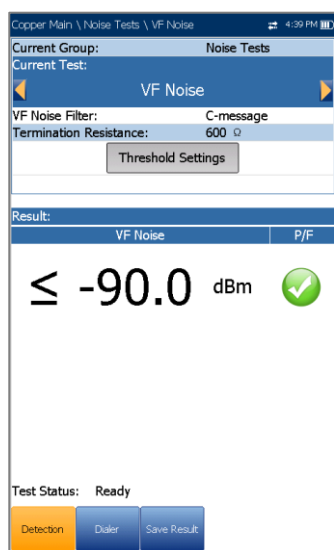 Copper Main \ Noise Tests \ VF Noise 4:39 PM
Current Group: Noise Tests
Current Test:
VF Noise
VF Noise Filter: C-message
Termination Resistance: 600 Ω
Threshold Settings
Result:
VF Noise P/F
≤ -90.0 dBm
Test Status: Ready
Detection Dialer Save Result